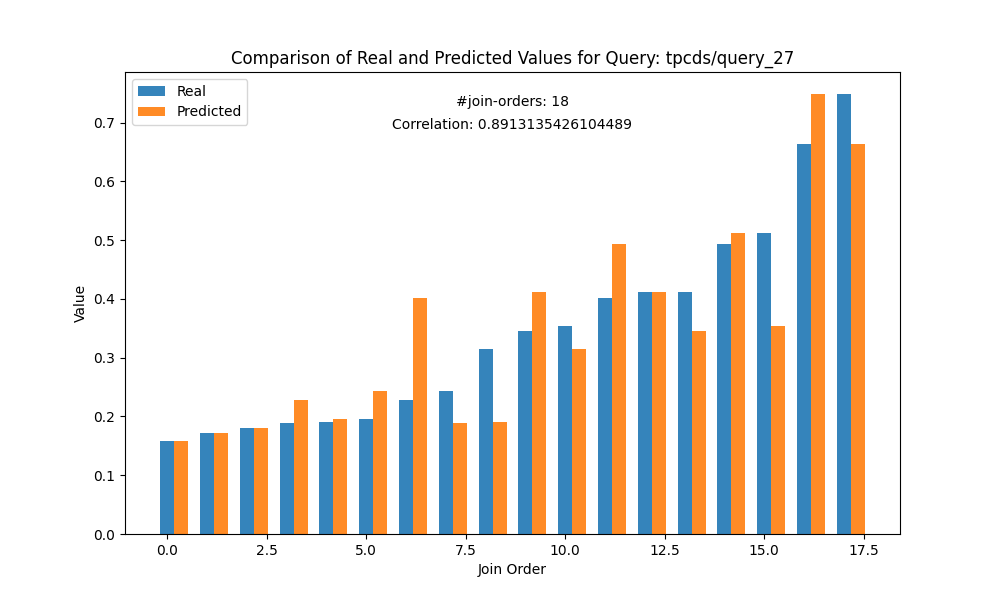 Comparison of Real and Predicted Values for Query: tpcds/query_27
Real
Predicted
#join-orders: 18
Correlation: 0.8913135426104489
Value
0.7
0.6
0.5
0.4
0.3
0.2
0.1
0.0
0.0 2.5 5.0 7.5 10.0 12.5 15.0 17.5
Join Order